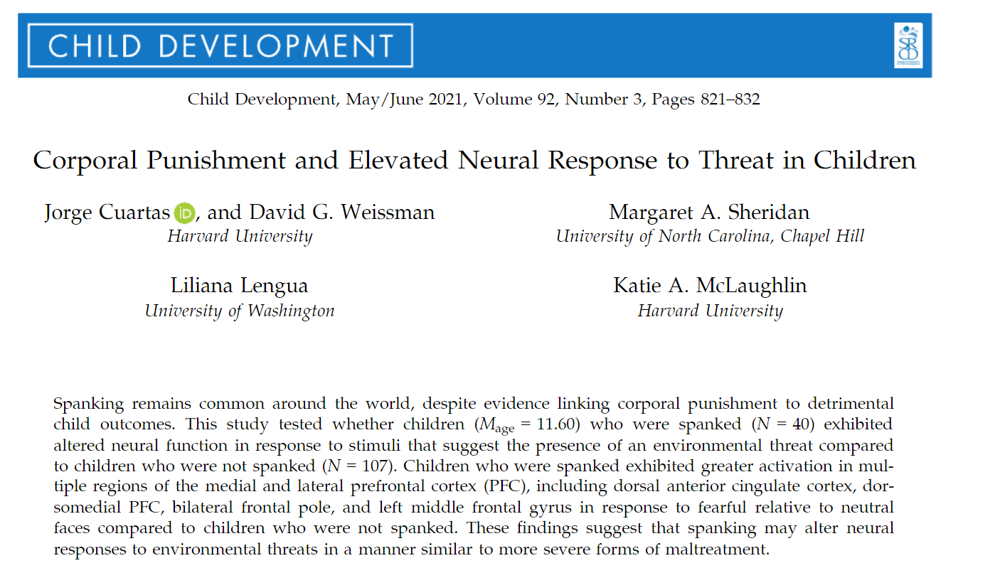 CHILD DEVELOPMENT
SRCD
Child Development, May/June 2021, Volume 92, Number 3, Pages 821–832
Corporal Punishment and Elevated Neural Response to Threat in Children
Jorge Cuartas iD, and David G. Weissman
Harvard University
Margaret A. Sheridan
University of North Carolina, Chapel Hill
Liliana Lengua
University of Washington
Katie A. McLaughlin
Harvard University
Spanking remains common around the world, despite evidence linking corporal punishment to detrimental
child outcomes. This study tested whether children (Mage = 11.60) who were spanked (N = 40) exhibited
altered neural function in response to stimuli that suggest the presence of an environmental threat compared
to children who were not spanked (N = 107). Children who were spanked exhibited greater activation in mul-
tiple regions of the medial and lateral prefrontal cortex (PFC), including dorsal anterior cingulate cortex, dor-
somedial PFC, bilateral frontal pole, and left middle frontal gyrus in response to fearful relative to neutral
faces compared to children who were not spanked. These findings suggest that spanking may alter neural
responses to environmental threats in a manner similar to more severe forms of maltreatment.